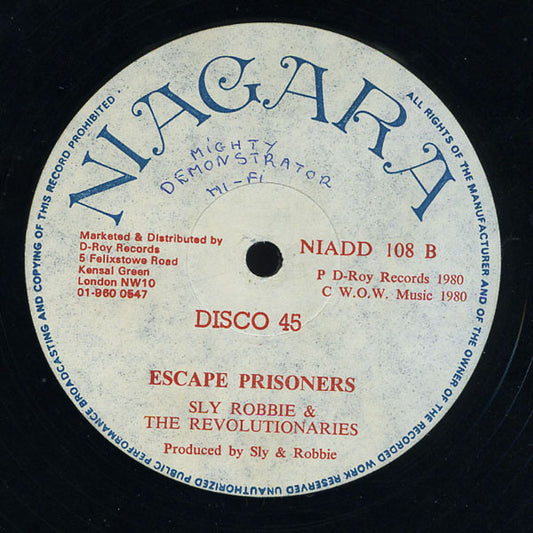 NIAGARA
MIGHTY
DEMONSTRATOR
HI-FI
Marketed & Distributed by
D-Roy Records
5 Felixstowe Road
Kensal Green
London NW10
01-960 0547
NIADD 108 B
P D-Roy Records 1980
C W.O.W. Music 1980
DISCO 45
ESCAPE PRISONERS
SLY ROBBIE &
THE REVOLUTIONARIES
Produced by Sly & Robbie
ALL RIGHTS OF THE MANUFACTURER AND OF THE OWNER OF THE RECORDED WORK RESERVED UNAUTHORIZED PUBLIC PERFORMANCE BROADCASTING AND COPYING OF THIS RECORD PROHIBITED